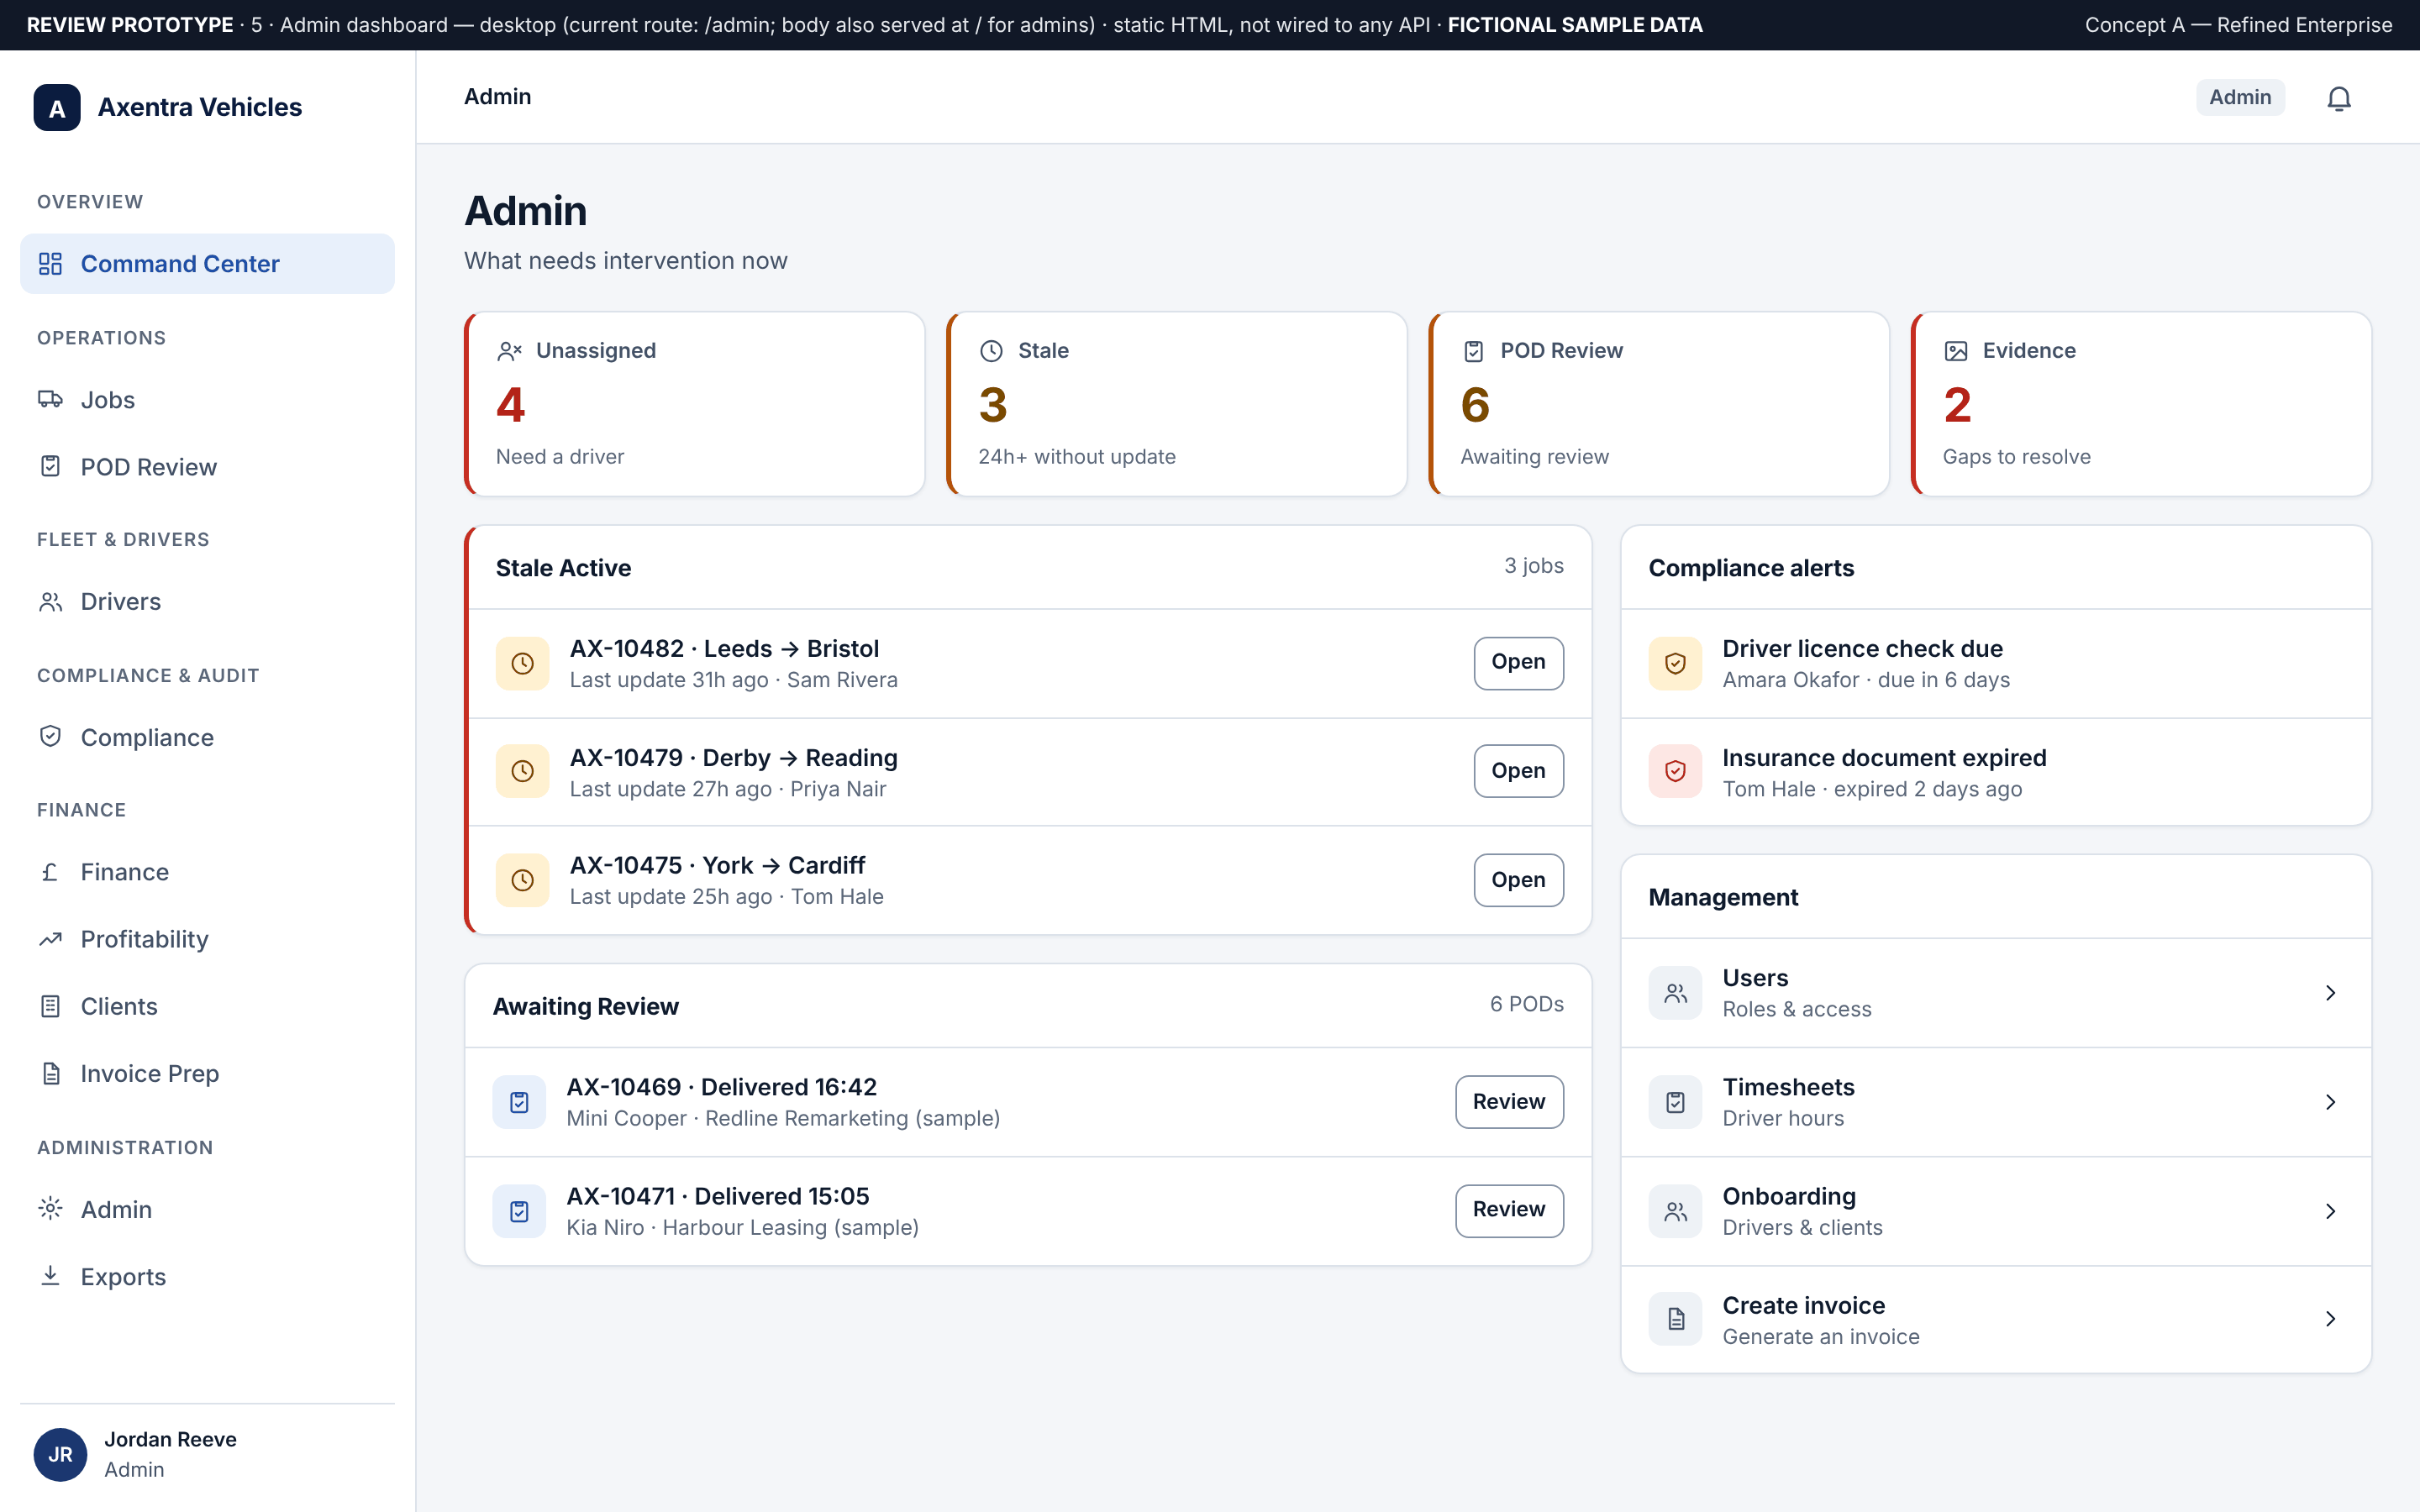 REVIEW PROTOTYPE · 5 · Admin dashboard — desktop (current route: /admin; body also served at / for admins) · static HTML, not wired to any API · FICTIONAL SAMPLE DATA
Concept A — Refined Enterprise
A
Axentra Vehicles
OVERVIEW
Command Center
OPERATIONS
Jobs
POD Review
FLEET & DRIVERS
Drivers
COMPLIANCE & AUDIT
Compliance
FINANCE
Finance
Profitability
Clients
Invoice Prep
ADMINISTRATION
Admin
Exports
JR
Jordan Reeve
Admin
Admin
Admin
Admin
What needs intervention now
Unassigned
4
Need a driver
Stale
3
24h+ without update
POD Review
6
Awaiting review
Evidence
2
Gaps to resolve
Stale Active
3 jobs
AX-10482 · Leeds → Bristol
Last update 31h ago · Sam Rivera
Open
AX-10479 · Derby → Reading
Last update 27h ago · Priya Nair
Open
AX-10475 · York → Cardiff
Last update 25h ago · Tom Hale
Open
Awaiting Review
6 PODs
AX-10469 · Delivered 16:42
Mini Cooper · Redline Remarketing (sample)
Review
AX-10471 · Delivered 15:05
Kia Niro · Harbour Leasing (sample)
Review
Compliance alerts
Driver licence check due
Amara Okafor · due in 6 days
Insurance document expired
Tom Hale · expired 2 days ago
Management
Users
Roles & access
Timesheets
Driver hours
Onboarding
Drivers & clients
Create invoice
Generate an invoice